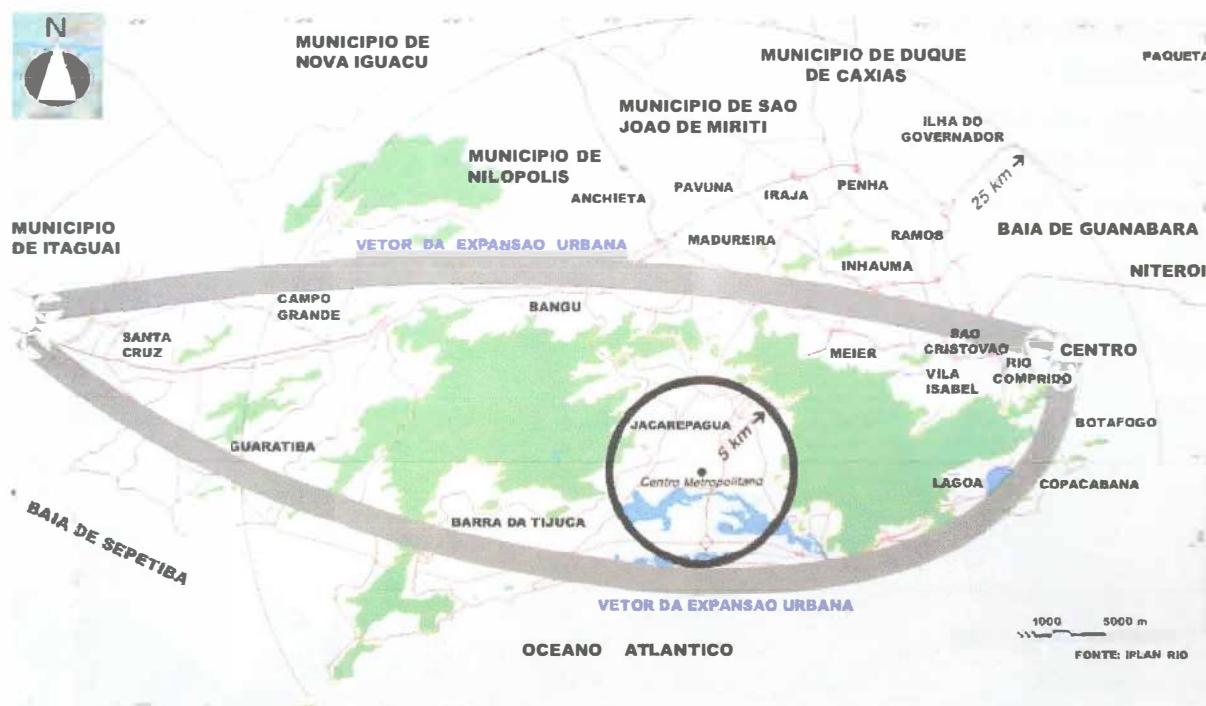 N
MUNICIPIO DE
NOVA IGUACU
MUNICIPIO DE DUQUE
DE CAXIAS
PAQUETA
MUNICIPIO DE SAO
JOAO DE MIRITI
ILHA DO
GOVERNADOR
MUNICIPIO DE
NILOPOLIS
25 km
ANCHIETA
PAVUNA
IRAJA
PENHA
MUNICIPIO
DE ITAGUAI
VETOR DA EXPANSAO URBANA
MADUREIRA
RAMOS
BAIA DE GUANABARA
INHAUMA
NITEROI
CAMPO
GRANDE
BANGU
SANTA
CRUZ
MEIER
SAO
CRISTOVAO
CENTRO
VILA
ISABEL
RIO
COMPRIDO
JACAREPAGUA
5 km
BOTAFOGO
GUARATIBA
Centro Metropolitano
LAGOA
COPACABANA
BAIA DE SEPETIBA
BARRA DA TIJUCA
VETOR DA EXPANSAO URBANA
OCEANO ATLANTICO
1000 5000 m
FONTE: IPLAN RIO